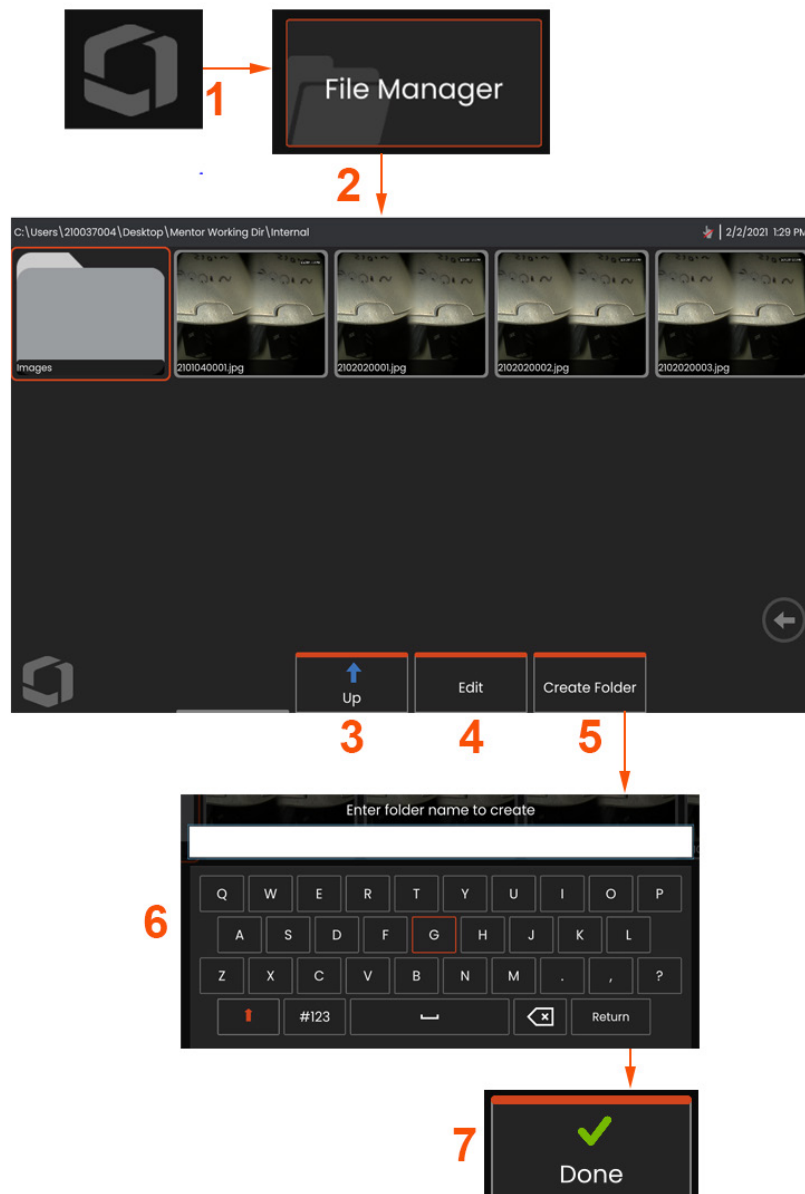 1
File Manager
2
C:\Users\210037004\Desktop\Mentor Working Dir\Internal
2/2/2021 1:29 PM
Images
2101040001.jpg
2102020001.jpg
2102020002.jpg
2102020003.jpg
Up
Edit
Create Folder
3
4
5
Enter folder name to create
6
Q W E R T Y U I O P
A S D F G H J K L
Z X C V B N M . , ?
#123
Return
7
Done